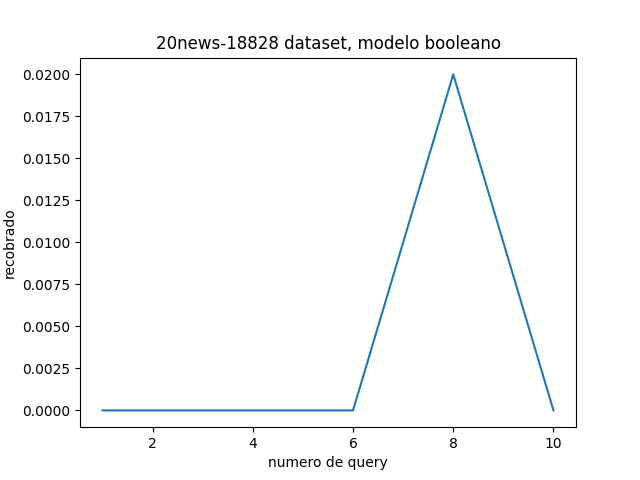 20news-18828 dataset, modelo booleano
0.0200
0.0175
0.0150
0.0125
0.0100
0.0075
0.0050
0.0025
0.0000
recobrado
2 4 6 8 10
numero de query